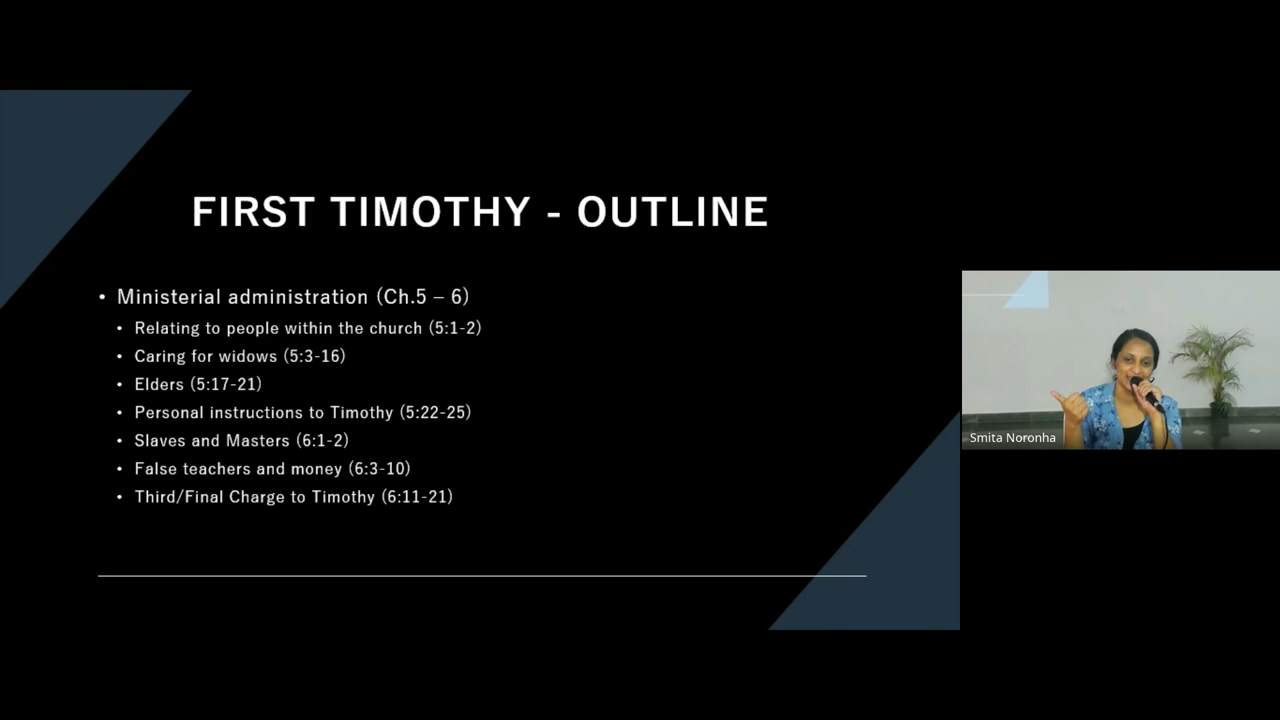 FIRST TIMOTHY - OUTLINE
• Ministerial administration (Ch.5 – 6)
• Relating to people within the church (5:1-2)
• Caring for widows (5:3-16)
• Elders (5:17-21)
• Personal instructions to Timothy (5:22-25)
• Slaves and Masters (6:1-2)
• False teachers and money (6:3-10)
• Third/Final Charge to Timothy (6:11-21)
Smita Noronha